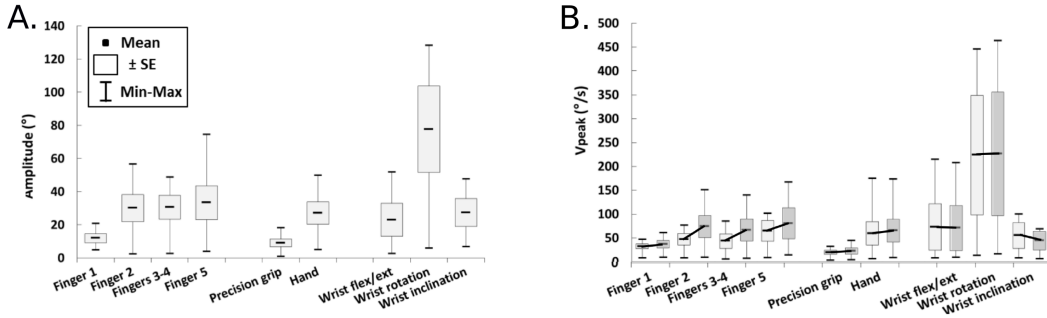 A.
Amplitude (°)
140
120
100
80
60
40
20
0
Mean
± SE
Min-Max
Finger 1
Finger 2
Fingers 3-4
Finger 5
Precision grip
Hand
Wrist flex/ext
Wrist rotation
Wrist inclination
B.
Vpeak (°/s)
500
450
400
350
300
250
200
150
100
50
0
Finger 1
Finger 2
Fingers 3-4
Finger 5
Precision grip
Hand
Wrist flex/ext
Wrist rotation
Wrist inclination